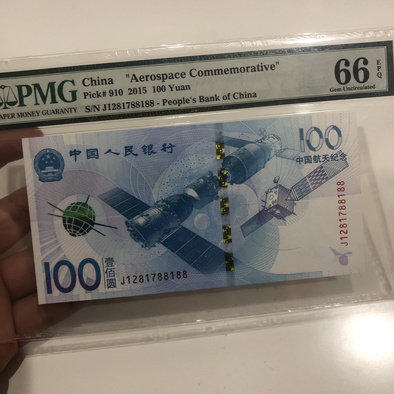 PMG
PAPER MONEY GUARANTY
China "Aerospace Commemorative"
Pick# 910 2015 100 Yuan
S/N J1281788188 - People's Bank of China
66 EPQ
Gem Uncirculated
中国人民银行
100
中国航天纪念
J1281788188
100
壹佰圆
J1281788188